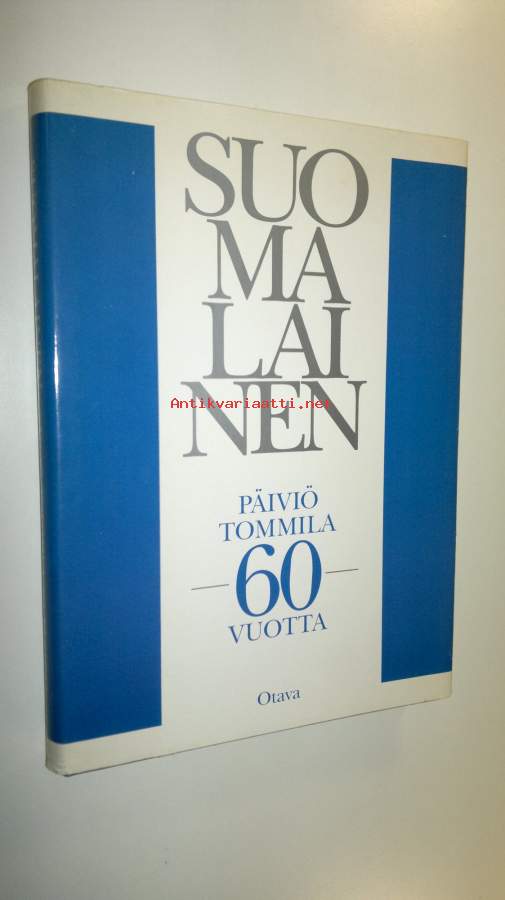 SUO
MA
LAI
Antikvariaatti.net
NEN
PÄIVIÖ
TOMMILA
60
VUOTTA
Otava